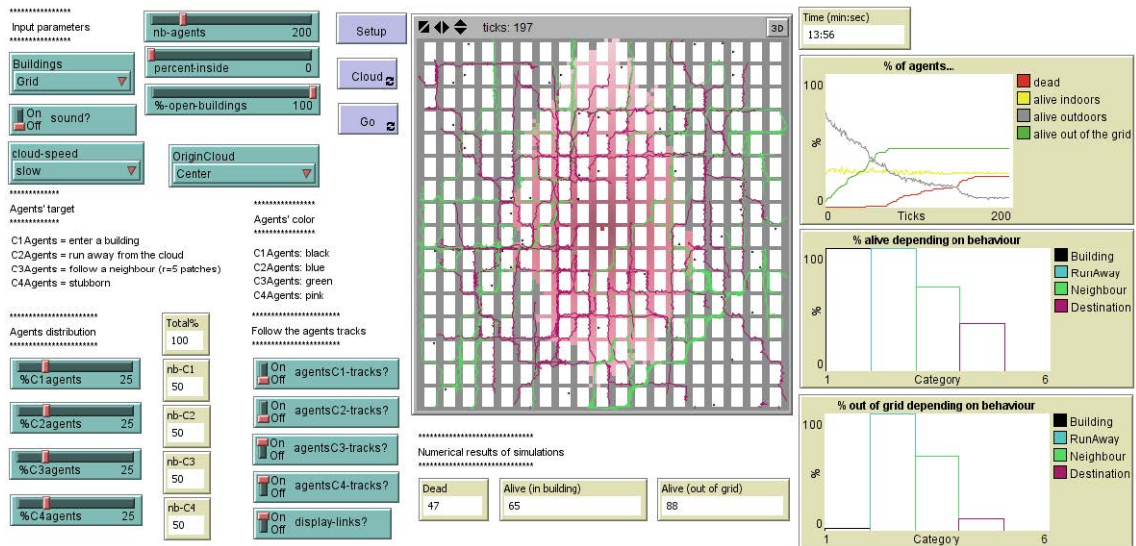 ***************
Input parameters
***************
Buildings
Grid
On
Off
sound?
cloud-speed
slow
nb-agents 200
percent-inside 0
%-open-buildings 100
OriginCloud
Center
Setup
Cloud
Go
************
Agents' target
************
C1Agents = enter a building
C2Agents = run away from the cloud
C3Agents = follow a neighbour (r=5 patches)
C4Agents = stubborn
***************
Agents' color
***************
C1Agents: black
C2Agents: blue
C3Agents: green
C4Agents: pink
**********************
Agents distribution
**********************
%C1agents 25
%C2agents 25
%C3agents 25
%C4agents 25
Total%
100
nb-C1
50
nb-C2
50
nb-C3
50
nb-C4
50
**********************
Follow the agents tracks
**********************
On
Off
agentsC1-tracks?
On
Off
agentsC2-tracks?
On
Off
agentsC3-tracks?
On
Off
agentsC4-tracks?
On
Off
display-links?
ticks: 197
3D
*****************************
Numerical results of simulations
*****************************
Dead
47
Alive (in building)
65
Alive (out of grid)
88
Time (min:sec)
13:56
% of agents...
100
%
0
0 Ticks 200
dead
alive indoors
alive outdoors
alive out of the grid
% alive depending on behaviour
100
%
0
1 Category 6
Building
RunAway
Neighbour
Destination
% out of grid depending on behaviour
100
%
0
1 Category 6
Building
RunAway
Neighbour
Destination